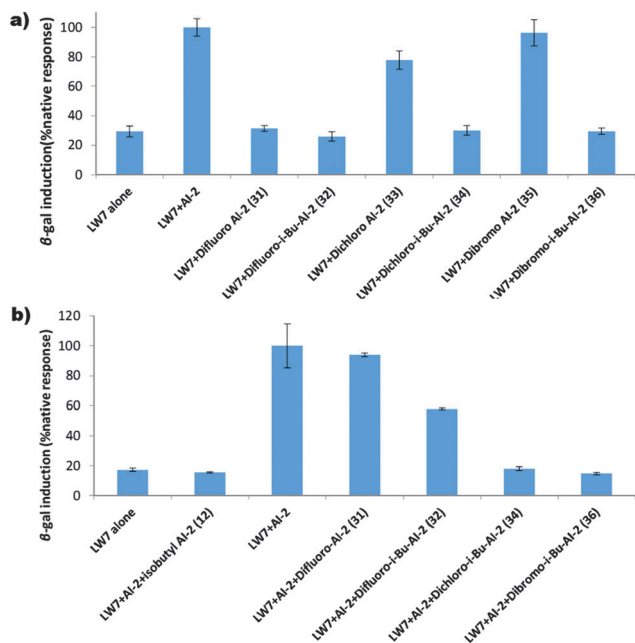 a)
β-gal induction(%native response)
100
80
60
40
20
0
LW7 alone
LW7+AI-2
LW7+Difluoro AI-2 (31)
LW7+Difluoro-i-Bu-AI-2 (32)
LW7+Dichloro AI-2 (33)
LW7+Dichloro-i-Bu-AI-2 (34)
LW7+Dibromo AI-2 (35)
LW7+Dibromo-i-Bu-AI-2 (36)
b)
β-gal induction (%native response)
120
100
80
60
40
20
0
LW7 alone
LW7+AI-2+isobutyl AI-2 (12)
LW7+AI-2
LW7+AI-2+Difluoro-AI-2 (31)
LW7+AI-2+Difluoro-i-Bu-AI-2 (32)
LW7+AI-2+Dichloro-i-Bu-AI-2 (34)
LW7+AI-2+Dibromo-i-Bu-AI-2 (36)